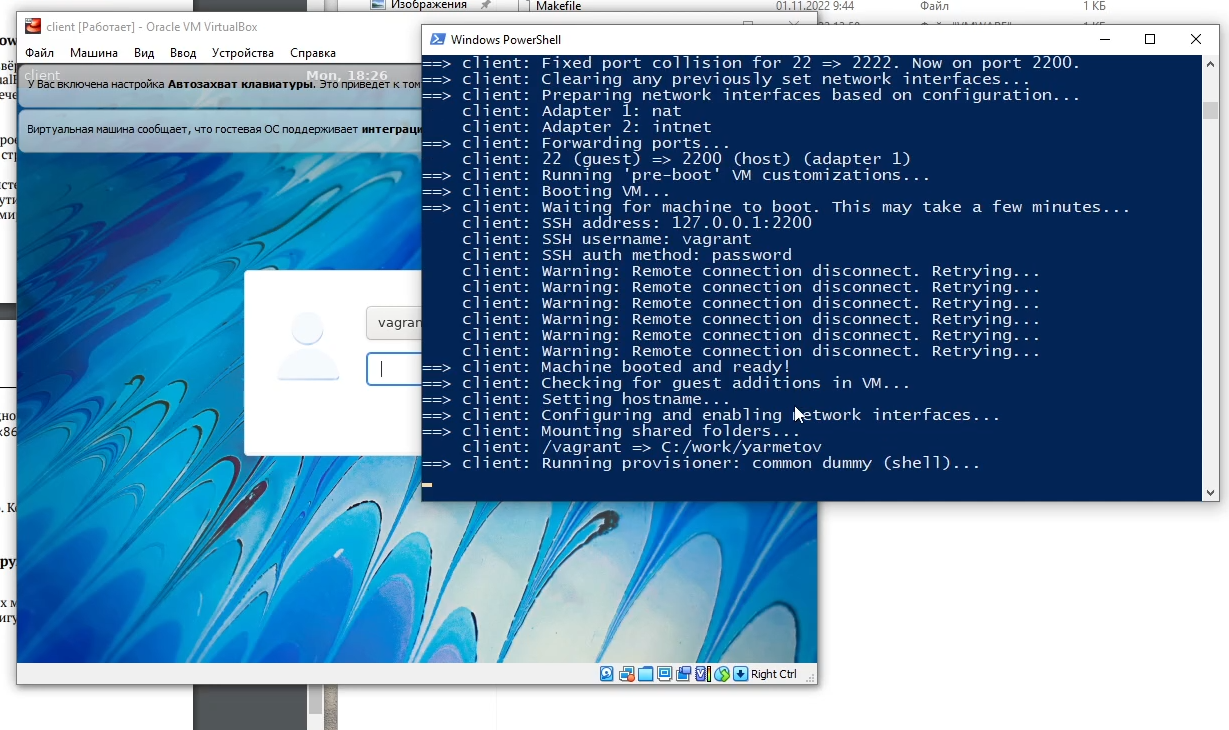 Изображения
Makefile
01.11.2022 9:44
Файл
1 КБ
client [Работает] - Oracle VM VirtualBox
Файл Машина Вид Ввод Устройства Справка
client
Mon, 18:26
У Вас включена настройка Автозахват клавиатуры. Это приведет к том
Виртуальная машина сообщает, что гостевая ОС поддерживает интеграци
vagran
Windows PowerShell
==> client: Fixed port collision for 22 => 2222. Now on port 2200.
==> client: Clearing any previously set network interfaces...
==> client: Preparing network interfaces based on configuration...
client: Adapter 1: nat
client: Adapter 2: intnet
==> client: Forwarding ports...
client: 22 (guest) => 2200 (host) (adapter 1)
==> client: Running 'pre-boot' VM customizations...
==> client: Booting VM...
==> client: Waiting for machine to boot. This may take a few minutes...
client: SSH address: 127.0.0.1:2200
client: SSH username: vagrant
client: SSH auth method: password
client: Warning: Remote connection disconnect. Retrying...
client: Warning: Remote connection disconnect. Retrying...
client: Warning: Remote connection disconnect. Retrying...
client: Warning: Remote connection disconnect. Retrying...
client: Warning: Remote connection disconnect. Retrying...
client: Warning: Remote connection disconnect. Retrying...
==> client: Machine booted and ready!
==> client: Checking for guest additions in VM...
==> client: Setting hostname...
==> client: Configuring and enabling network interfaces...
==> client: Mounting shared folders...
client: /vagrant => C:/work/yarmetov
==> client: Running provisioner: common dummy (shell)...
Right Ctrl